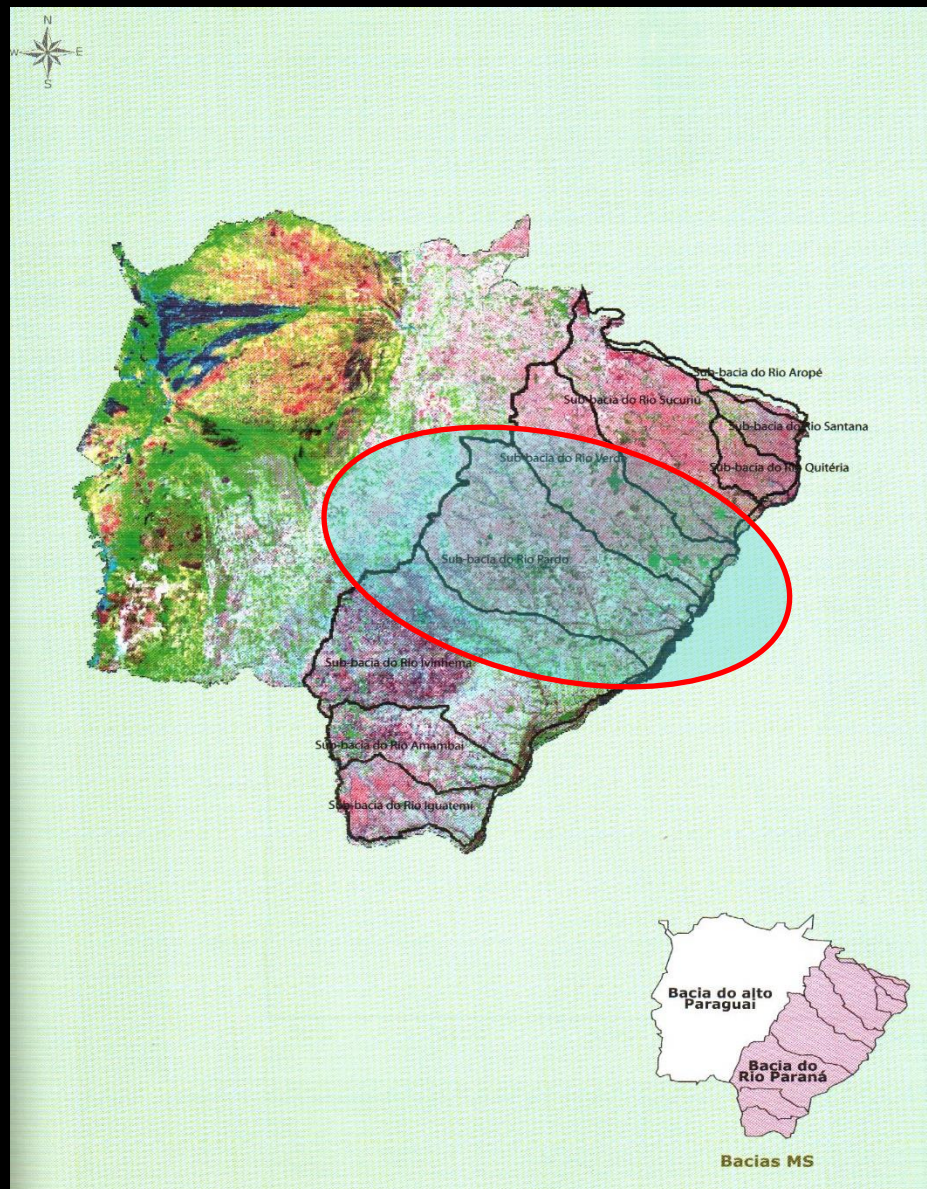 N
W
E
S
Sub-bacia do Rio Aropé
Sub-bacia do Rio Sucuriú
Sub-bacia do Rio Santana
Sub-bacia do Rio Verde
Sub-bacia do Rio Quitéria
Sub-bacia do Rio Pardo
Sub-bacia do Rio Ivinhema
Sub-bacia do Rio Amambai
Sub-bacia do Rio Iguatemi
Bacia do alto
Paraguai
Bacia do
Rio Paraná
Bacias MS